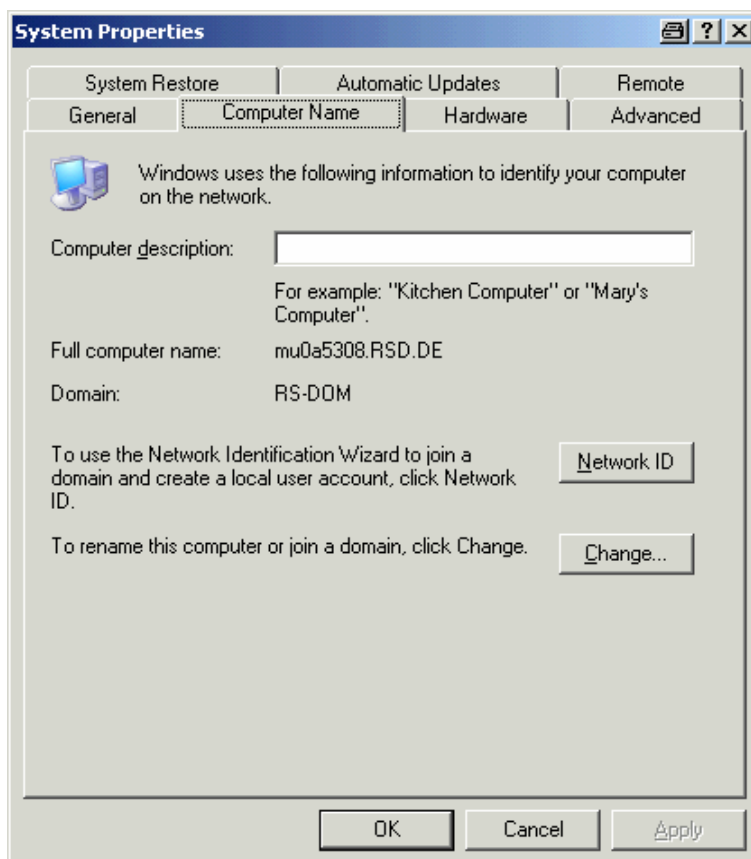 System Properties
System Restore
Automatic Updates
Remote
General
Computer Name
Hardware
Advanced
Windows uses the following information to identify your computer
on the network.
Computer description:
For example: "Kitchen Computer" or "Mary's
Computer".
Full computer name:
mu0a5308.RSD.DE
Domain:
RS-DOM
To use the Network Identification Wizard to join a
domain and create a local user account, click Network
ID.
Network ID
To rename this computer or join a domain, click Change.
Change...
OK
Cancel
Apply